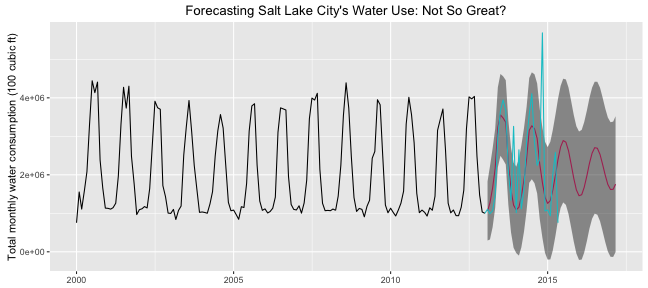 Forecasting Salt Lake City's Water Use: Not So Great?
Total monthly water consumption (100 cubic ft)
4e+06
2e+06
0e+00
2000
2005
2010
2015